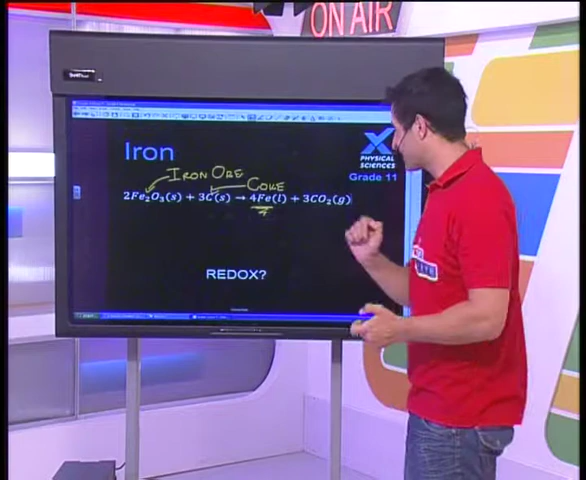 ON AIR
Iron
X
PHYSICAL
SCIENCES
Grade 11
IRON ORE
COKE
2Fe₂O₃(s) + 3C(s) → 4Fe(l) + 3CO₂(g)
REDOX?